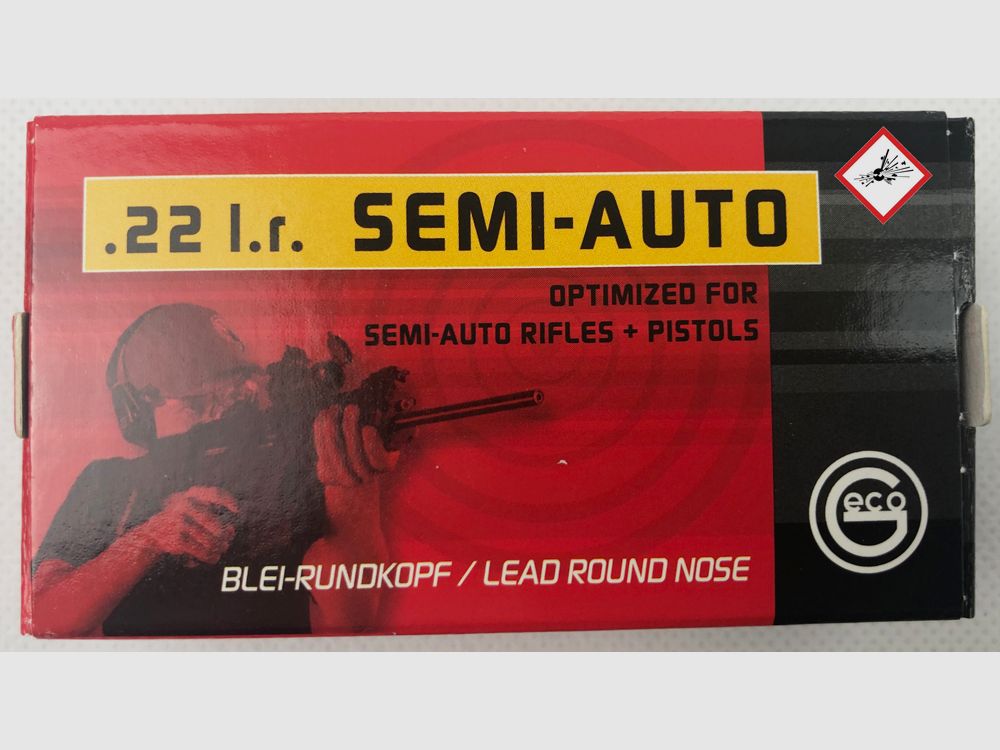 .22 l.r. SEMI-AUTO
OPTIMIZED FOR
SEMI-AUTO RIFLES + PISTOLS
Geco
BLEI-RUNDKOPF / LEAD ROUND NOSE